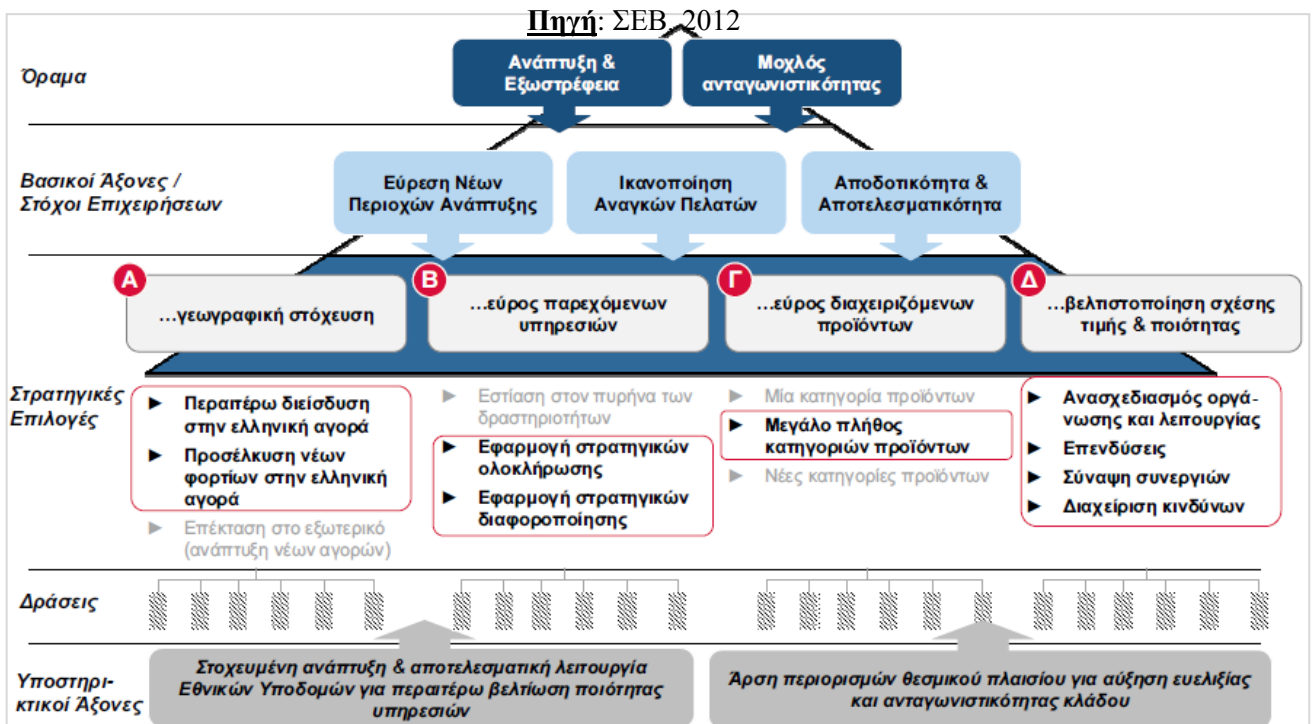 Πηγή: ΣΕΒ, 2012
Όραμα
Ανάπτυξη &
Εξωστρέφεια
Μοχλός
ανταγωνιστικότητας
Βασικοί Άξονες /
Στόχοι Επιχειρήσεων
Εύρεση Νέων
Περιοχών Ανάπτυξης
Ικανοποίηση
Αναγκών Πελατών
Αποδοτικότητα &
Αποτελεσματικότητα
Α
…γεωγραφική στόχευση
Β
…εύρος παρεχόμενων
υπηρεσιών
Γ
…εύρος διαχειριζόμενων
προϊόντων
Δ
…βελτιστοποίηση σχέσης
τιμής & ποιότητας
Στρατηγικές
Επιλογές
► Περαιτέρω διείσδυση
στην ελληνική αγορά
► Προσέλκυση νέων
φορτίων στην ελληνική
αγορά
► Επέκταση στο εξωτερικό
(ανάπτυξη νέων αγορών)
► Εστίαση στον πυρήνα των
δραστηριοτήτων
► Εφαρμογή στρατηγικών
ολοκλήρωσης
► Εφαρμογή στρατηγικών
διαφοροποίησης
► Μία κατηγορία προϊόντων
► Μεγάλο πλήθος
κατηγοριών προϊόντων
► Νέες κατηγορίες προϊόντων
► Ανασχεδιασμός οργά-
νωσης και λειτουργίας
► Επενδύσεις
► Σύναψη συνεργιών
► Διαχείριση κινδύνων
Δράσεις
Υποστηρι-
κτικοί Άξονες
Στοχευμένη ανάπτυξη & αποτελεσματική λειτουργία
Εθνικών Υποδομών για περαιτέρω βελτίωση ποιότητας
υπηρεσιών
Άρση περιορισμών θεσμικού πλαισίου για αύξηση ευελιξίας
και ανταγωνιστικότητας κλάδου